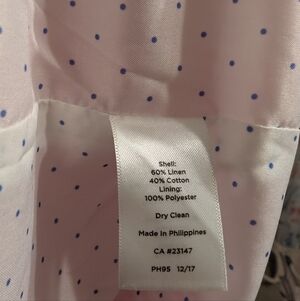 Shell:
60% Linen
40% Cotton
Lining:
100% Polyester
Dry Clean
Made in Philippines
CA #23147
PH95 12/17